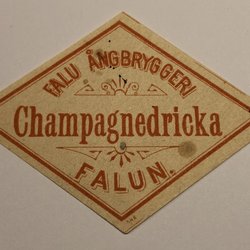 FALU ÅNGBRYGGERI
Champagnedricka
FALUN.